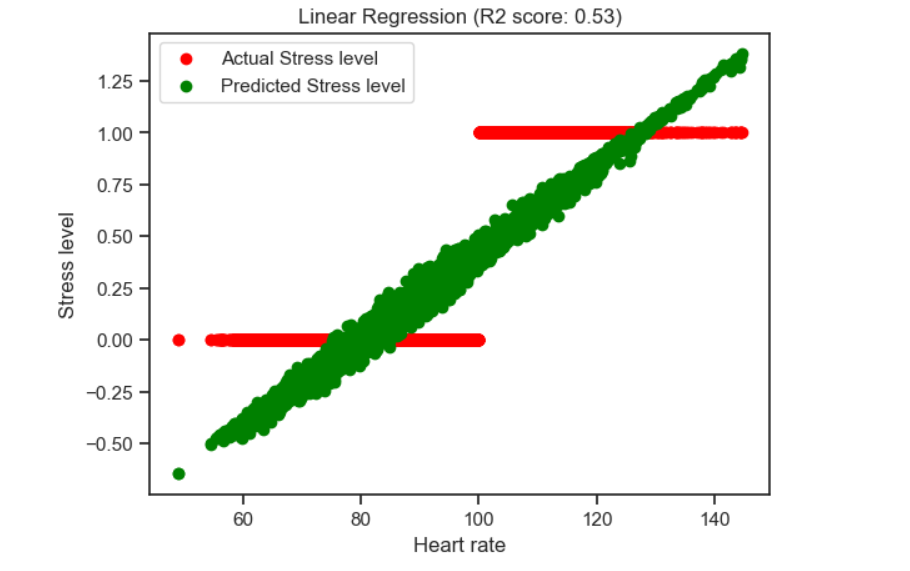 Linear Regression (R2 score: 0.53)
Actual Stress level
Predicted Stress level
1.25
1.00
0.75
0.50
0.25
0.00
−0.25
−0.50
Stress level
60 80 100 120 140
Heart rate